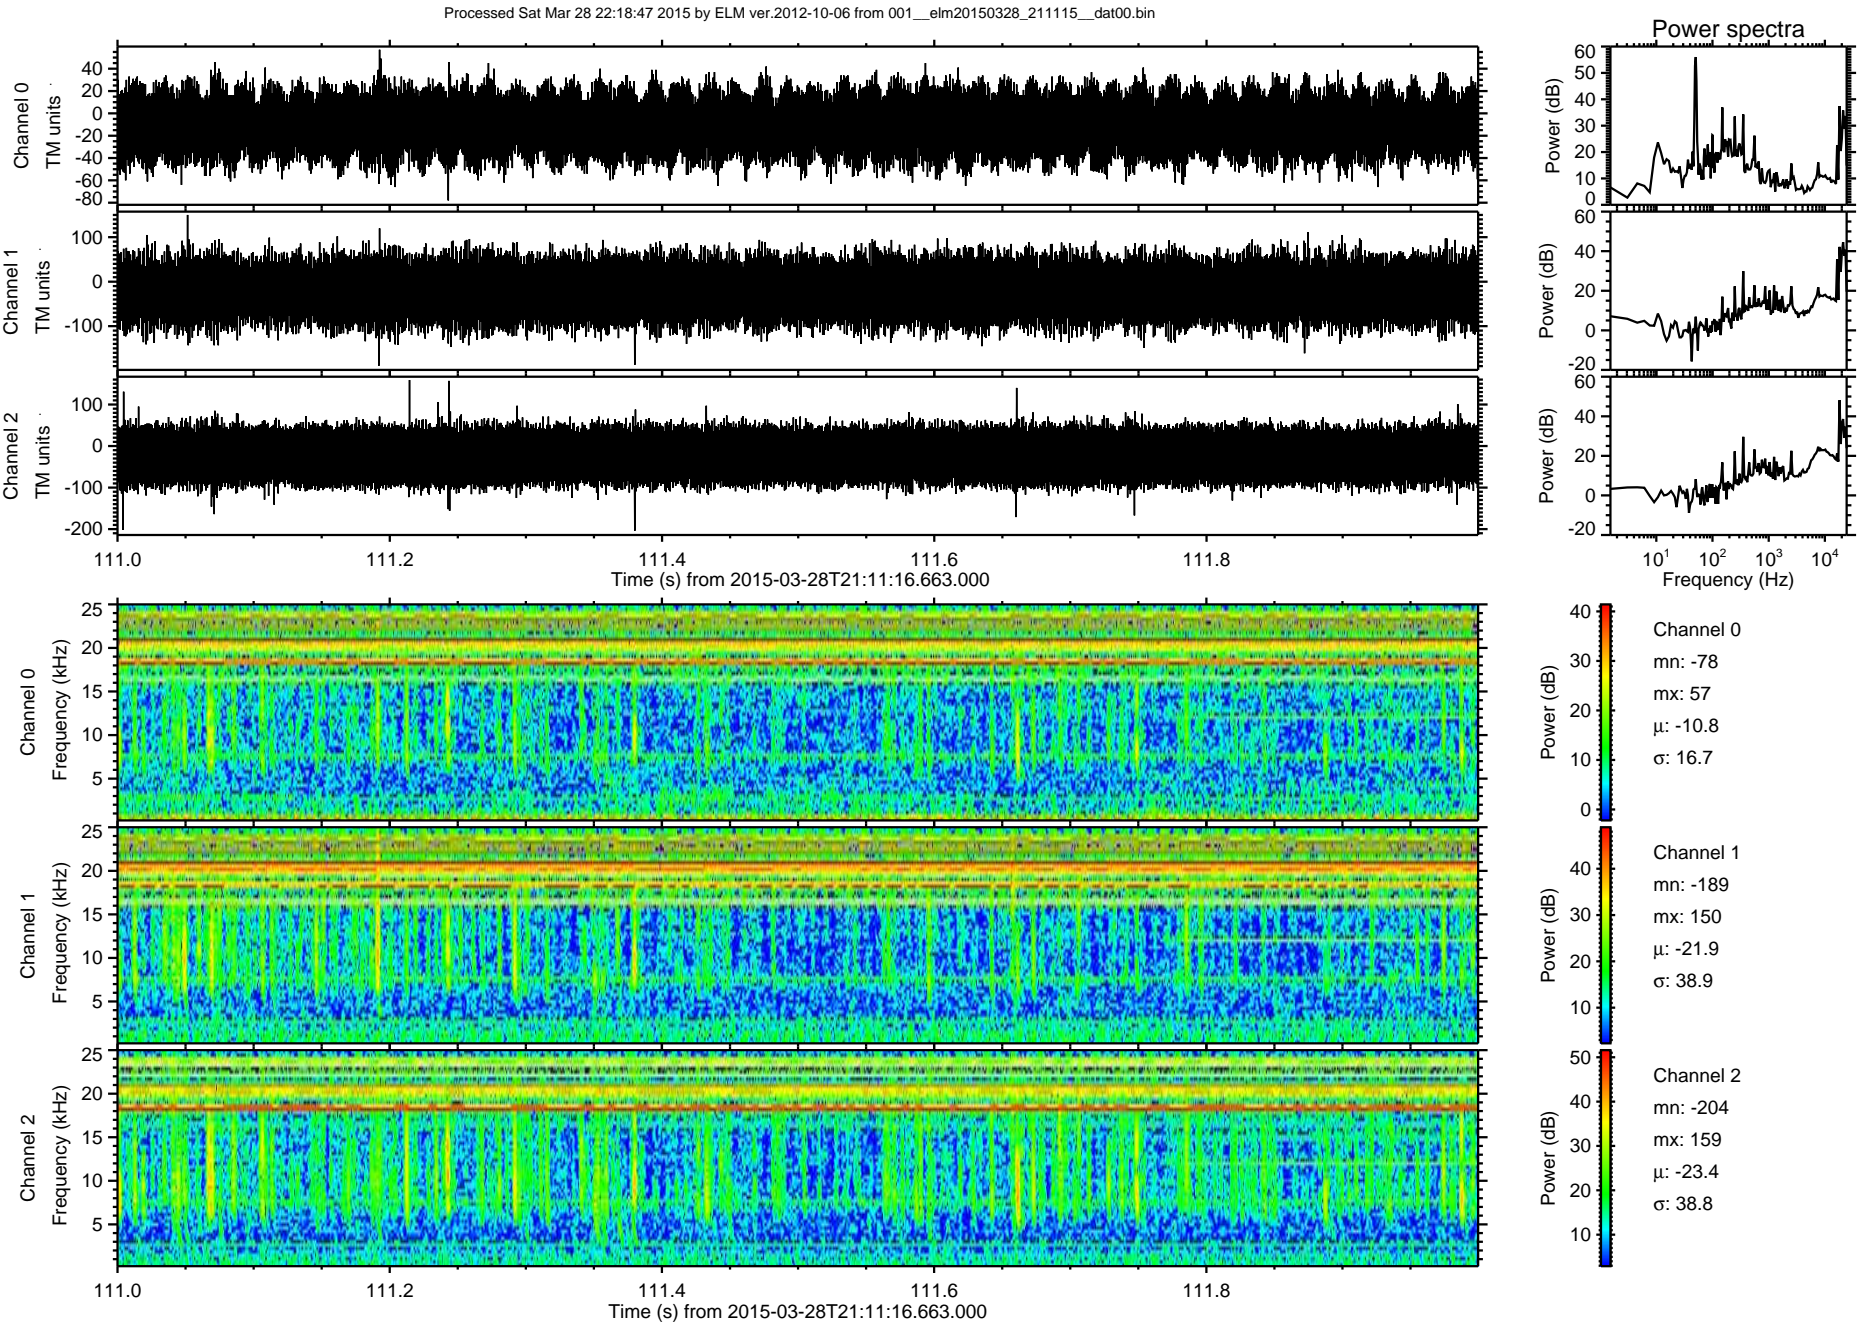 Processed Sat Mar 28 22:18:47 2015 by ELM ver.2012-10-06 from 001__elm20150328_211115__dat00.bin
Power spectra
Channel 0
TM units
40
20
0
-20
-40
-60
-80
Power (dB)
60
50
40
30
20
10
0
Channel 1
TM units
100
0
-100
Power (dB)
60
40
20
0
-20
Channel 2
TM units
100
0
-100
-200
Power (dB)
60
40
20
0
-20
111.0 111.2 111.4 111.6 111.8
Time (s) from 2015-03-28T21:11:16.663.000
10¹ 10² 10³ 10⁴
Frequency (Hz)
Channel 0
Frequency (kHz)
25
20
15
10
5
Power (dB)
40
30
20
10
0
Channel 0
mn: -78
mx: 57
µ: -10.8
σ: 16.7
Channel 1
Frequency (kHz)
25
20
15
10
5
Power (dB)
40
30
20
10
Channel 1
mn: -189
mx: 150
µ: -21.9
σ: 38.9
Channel 2
Frequency (kHz)
25
20
15
10
5
Power (dB)
50
40
30
20
10
Channel 2
mn: -204
mx: 159
µ: -23.4
σ: 38.8
111.0 111.2 111.4 111.6 111.8
Time (s) from 2015-03-28T21:11:16.663.000